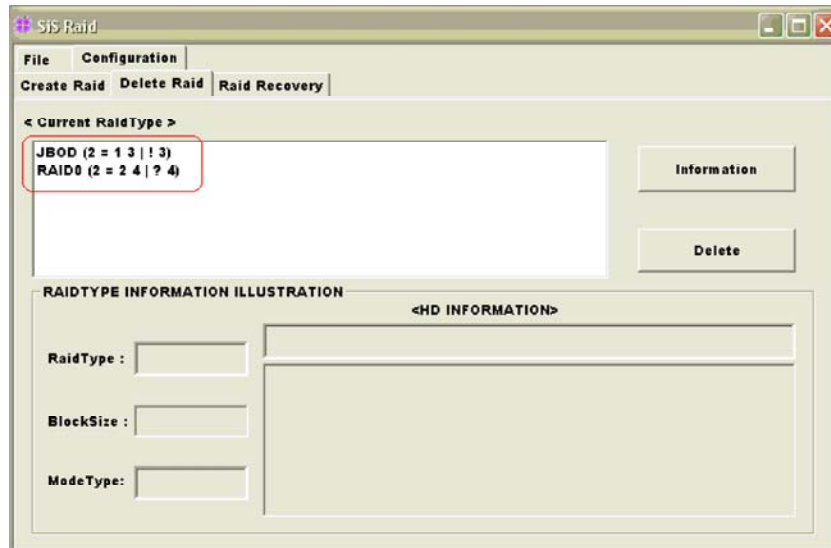 SiS Raid
File Configuration
Create Raid Delete Raid Raid Recovery
< Current RaidType >
JBOD (2 = 1 3 | ! 3)
RAID0 (2 = 2 4 | ? 4)
Information
Delete
RAIDTYPE INFORMATION ILLUSTRATION
<HD INFORMATION>
RaidType :
BlockSize :
ModeType: